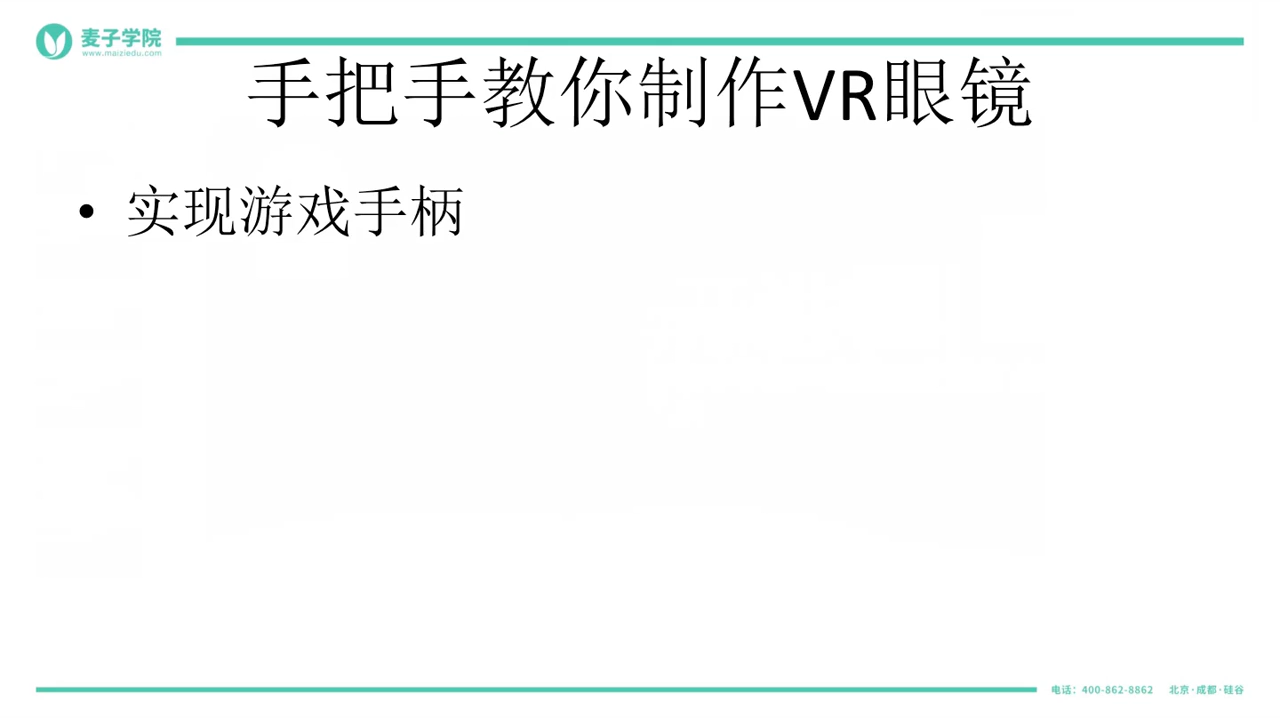 麦子学院
www.maiziedu.com
手把手教你制作VR眼镜
• 实现游戏手柄
电话：400-862-8862 北京·成都·硅谷